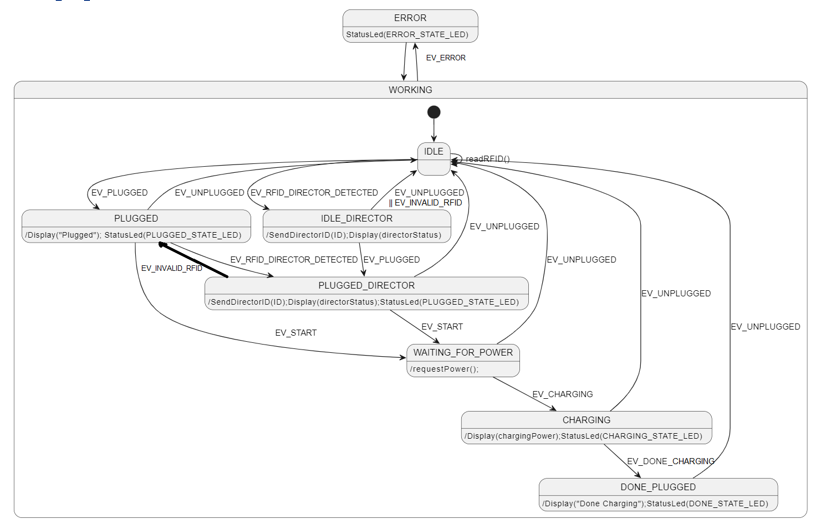 ERROR
StatusLed(ERROR_STATE_LED)
EV_ERROR
WORKING
IDLE
readRFID()
EV_PLUGGED
EV_UNPLUGGED
EV_RFID_DIRECTOR_DETECTED
EV_UNPLUGGED
|| EV_INVALID_RFID
PLUGGED
/Display("Plugged"); StatusLed(PLUGGED_STATE_LED)
IDLE_DIRECTOR
/SendDirectorID(ID);Display(directorStatus)
EV_UNPLUGGED
EV_INVALID_RFID
EV_RFID_DIRECTOR_DETECTED
EV_PLUGGED
EV_UNPLUGGED
PLUGGED_DIRECTOR
/SendDirectorID(ID);Display(directorStatus);StatusLed(PLUGGED_STATE_LED)
EV_UNPLUGGED
EV_START
EV_START
EV_UNPLUGGED
WAITING_FOR_POWER
/requestPower();
EV_CHARGING
CHARGING
/Display(chargingPower);StatusLed(CHARGING_STATE_LED)
EV_DONE_CHARGING
DONE_PLUGGED
/Display("Done Charging");StatusLed(DONE_STATE_LED)